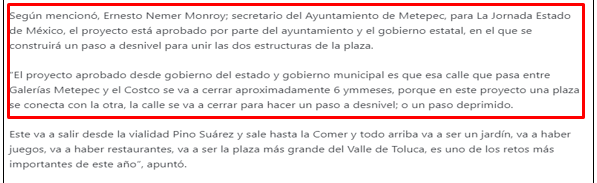 Según mencionó, Ernesto Nemer Monroy; secretario del Ayuntamiento de Metepec, para La Jornada Estado
de México, el proyecto está aprobado por parte del ayuntamiento y el gobierno estatal, en el que se
construirá un paso a desnivel para unir las dos estructuras de la plaza.
"El proyecto aprobado desde gobierno del estado y gobierno municipal es que esa calle que pasa entre
Galerías Metepec y el Costco se va a cerrar aproximadamente 6 ymmeses, porque en este proyecto una plaza
se conecta con la otra, la calle se va a cerrar para hacer un paso a desnivel; o un paso deprimido.
Este va a salir desde la vialidad Pino Suárez y sale hasta la Comer y todo arriba va a ser un jardín, va a haber
juegos, va a haber restaurantes, va a ser la plaza más grande del Valle de Toluca, es uno de los retos más
importantes de este año", apuntó.